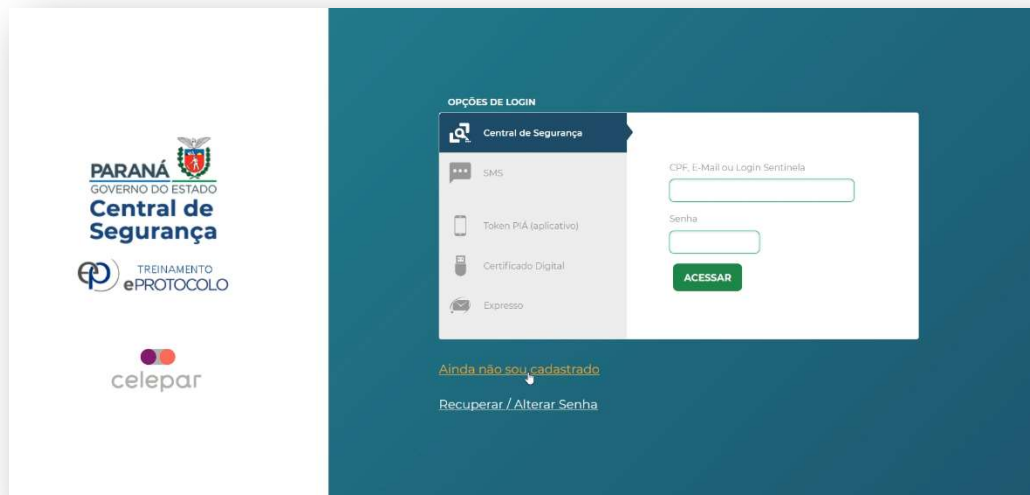 PARANÁ
GOVERNO DO ESTADO
Central de
Segurança
ep TREINAMENTO
ePROTOCOLO
celepar
OPÇÕES DE LOGIN
Central de Segurança
SMS
Token PIÁ (aplicativo)
Certificado Digital
Expresso
CPF, E-Mail ou Login Sentinela
Senha
ACESSAR
Ainda não sou cadastrado
Recuperar / Alterar Senha